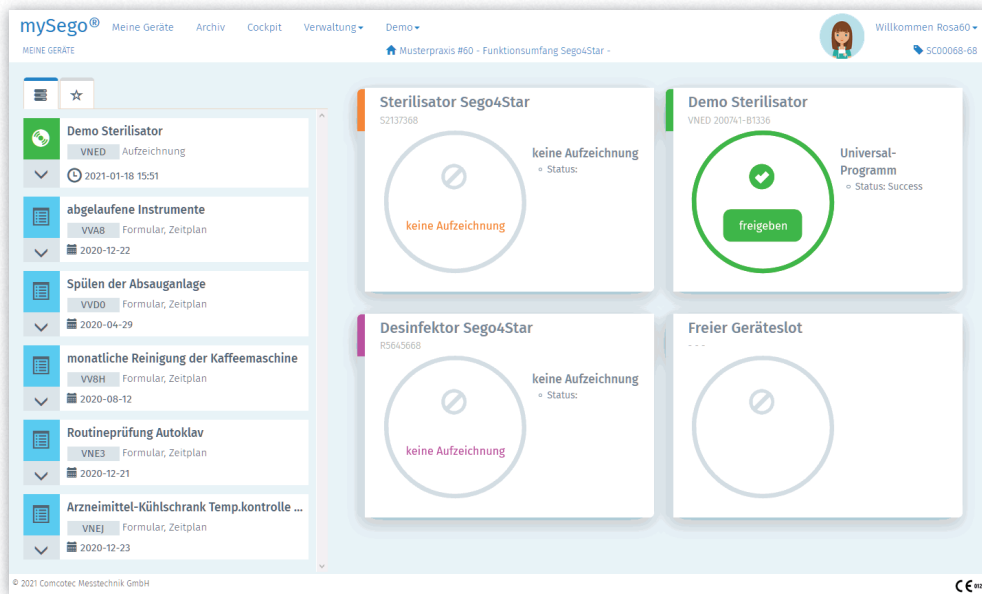 mySego®
Meine Geräte
Archiv
Cockpit
Verwaltung
Demo
Willkommen Rosa60
MEINE GERÄTE
Musterpraxis #60 - Funktionsumfang Sego4Star -
SC00068-68
Demo Sterilisator
VNED Aufzeichnung
2021-01-18 15:51
abgelaufene Instrumente
VVA8 Formular, Zeitplan
2020-12-22
Spülen der Absauganlage
VVD0 Formular, Zeitplan
2020-04-29
monatliche Reinigung der Kaffeemaschine
VV8H Formular, Zeitplan
2020-08-12
Routineprüfung Autoklav
VNE3 Formular, Zeitplan
2020-12-21
Arzneimittel-Kühlschrank Temp.kontrolle ...
VNEJ Formular, Zeitplan
2020-12-23
Sterilisator Sego4Star
S2137368
keine Aufzeichnung
Status:
keine Aufzeichnung
Demo Sterilisator
VNED 200741-B1336
Universal-
Programm
Status: Success
freigeben
Desinfektor Sego4Star
R5645668
keine Aufzeichnung
Status:
keine Aufzeichnung
Freier Geräteslot
- - -
© 2021 Comcotec Messtechnik GmbH
CE